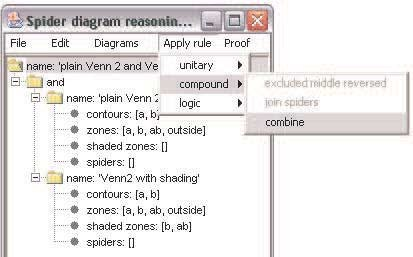 Spider diagram reasonin...
File Edit Diagrams Apply rule Proof
name: 'plain Venn 2 and Ve
unitary
and
compound
excluded middle reversed
name: 'plain Venn 2
logic
join spiders
contours: [a, b]
combine
zones: [a, b, ab, outside]
shaded zones: []
spiders: []
name: 'Venn2 with shading'
contours: [a, b]
zones: [a, b, ab, outside]
shaded zones: [b, ab]
spiders: []